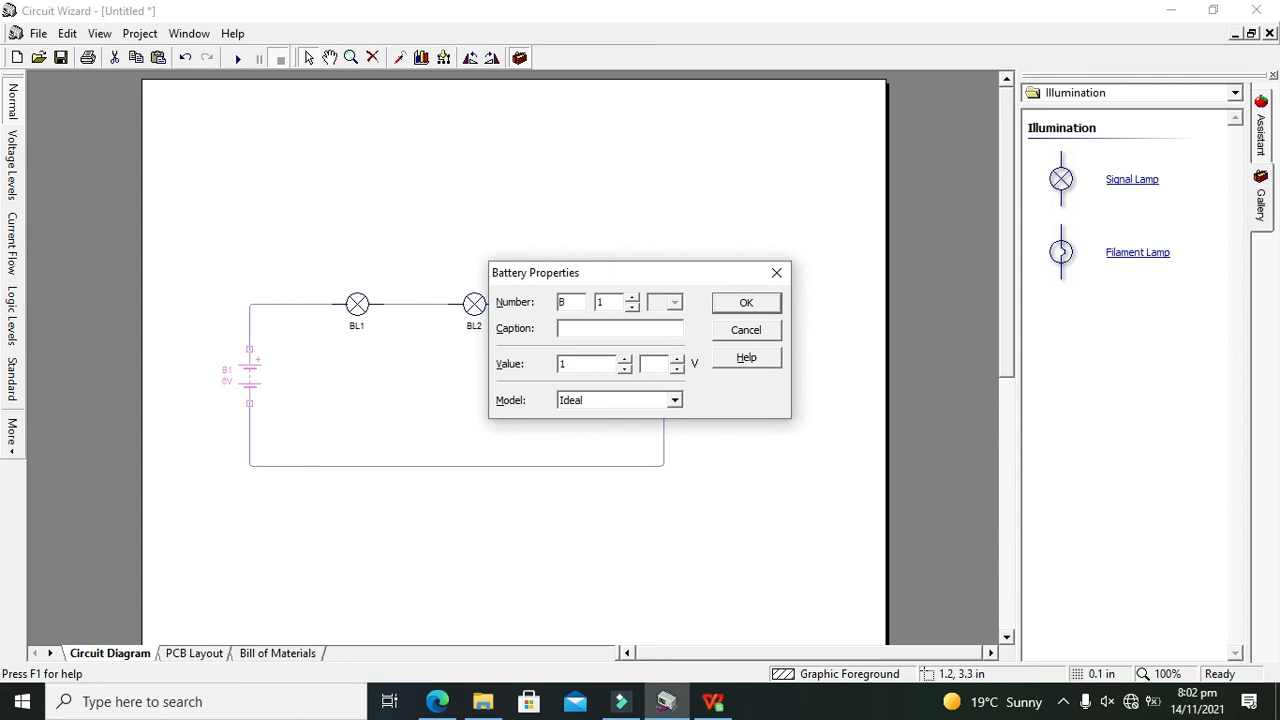 Circuit Wizard - [Untitled *]
File Edit View Project Window Help
Normal
Voltage Levels
Current Flow
Logic Levels
Standard
More
BL1
BL2
B1
6V
Battery Properties
Number: B 1
OK
Caption:
Cancel
Value: 1 V
Help
Model: Ideal
Illumination
Illumination
Signal Lamp
Filament Lamp
Assistant
Gallery
Circuit Diagram PCB Layout Bill of Materials
Press F1 for help
Graphic Foreground
1.2, 3.3 in
0.1 in
100%
Ready
Type here to search
19°C Sunny
8:02 pm
14/11/2021